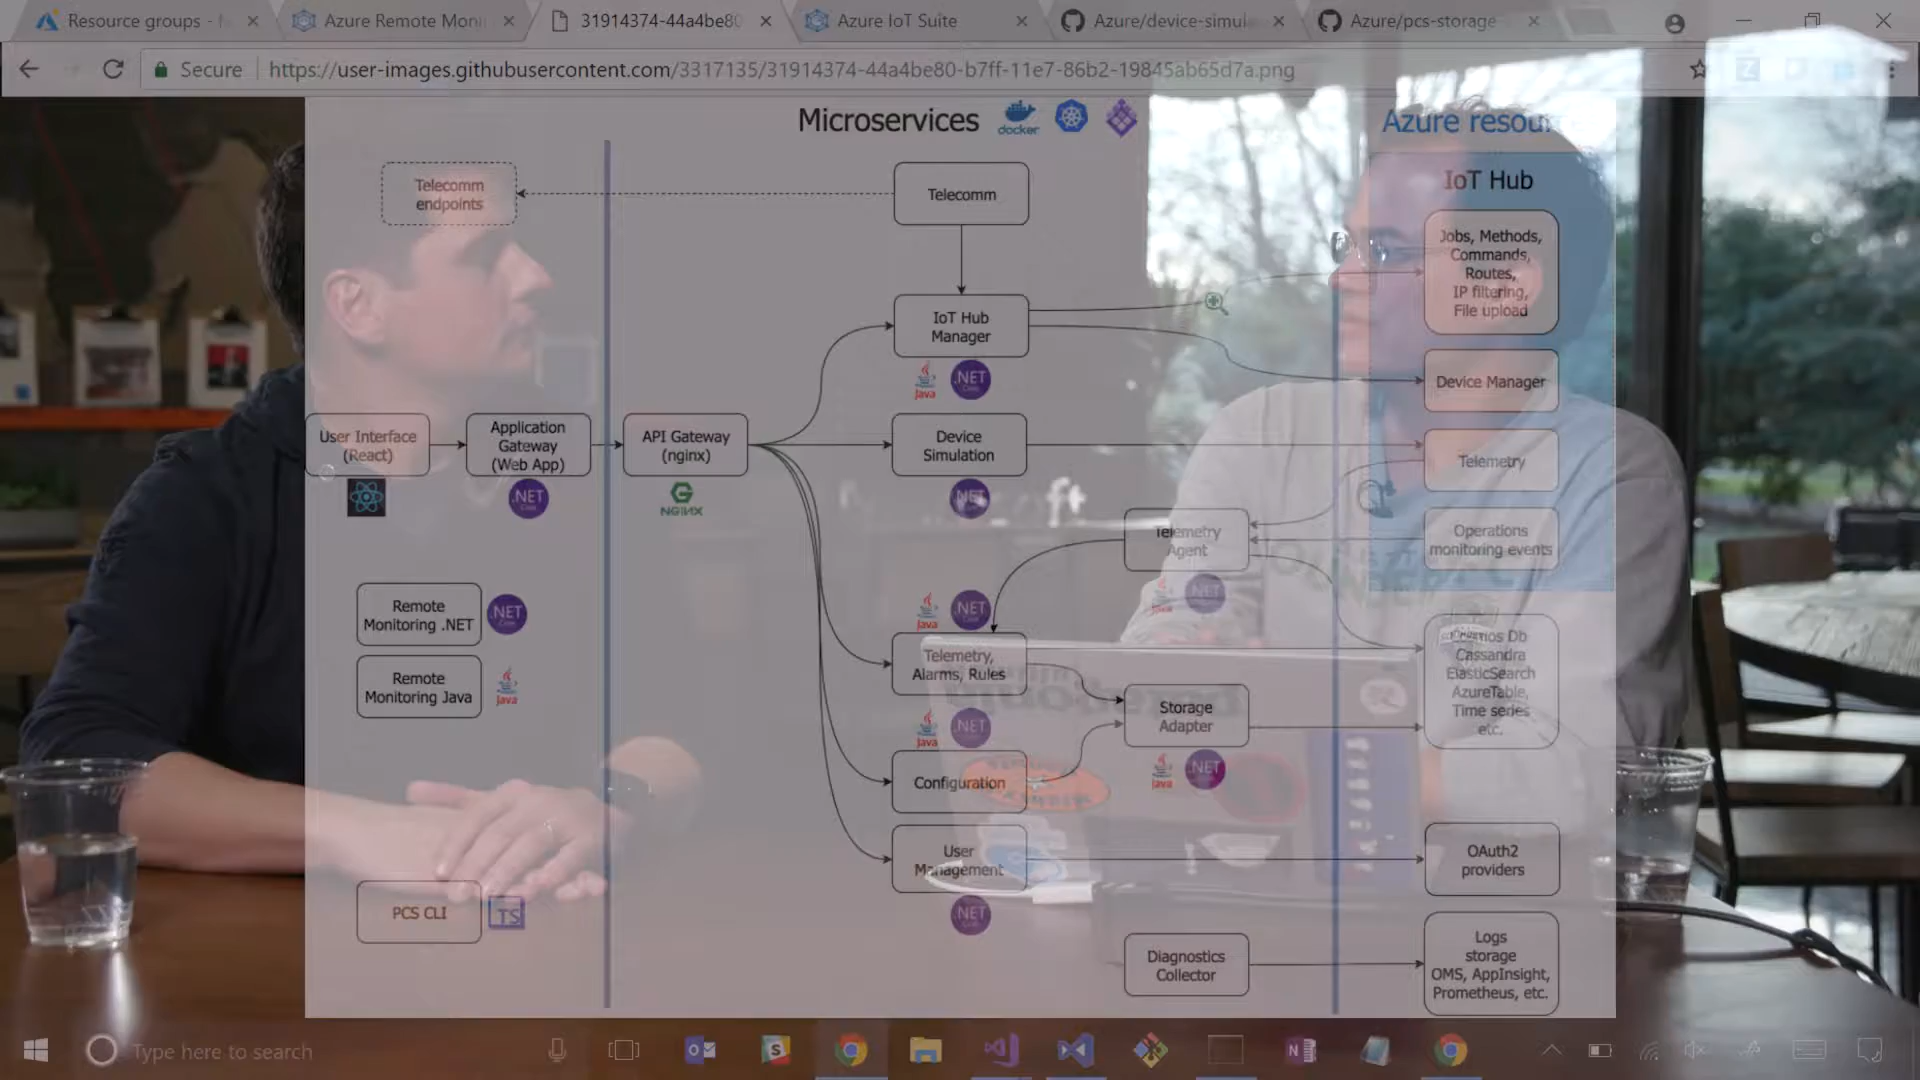 Resource groups -
Azure Remote Moni
31914374-44a4be80
Azure IoT Suite
Azure/device-simul
Azure/pcs-storage
Secure
https://user-images.githubusercontent.com/3317135/31914374-44a4be80-b7ff-11e7-86b2-19845ab65d7a.png
Microservices
docker
Azure resour
Telecomm
endpoints
Telecomm
IoT Hub
Jobs, Methods,
Commands,
Routes,
IP filtering,
File upload
IoT Hub
Manager
Java
.NET
Core
Device Manager
User Interface
(React)
Application
Gateway
(Web App)
.NET
Core
API Gateway
(nginx)
NGINX
Device
Simulation
.NET
Telemetry
Telemetry
Agent
Java
.NET
Operations
monitoring events
Remote
Monitoring .NET
.NET
Core
Remote
Monitoring Java
Java
Java
.NET
Core
Telemetry,
Alarms, Rules
Storage
Adapter
Java
.NET
Db
Cassandra
ElasticSearch
AzureTable,
Time series
etc.
Java
.NET
Configuration
User
Management
.NET
OAuth2
providers
PCS CLI
TS
Diagnostics
Collector
Logs
storage
OMS, AppInsight,
Prometheus, etc.
Type here to search